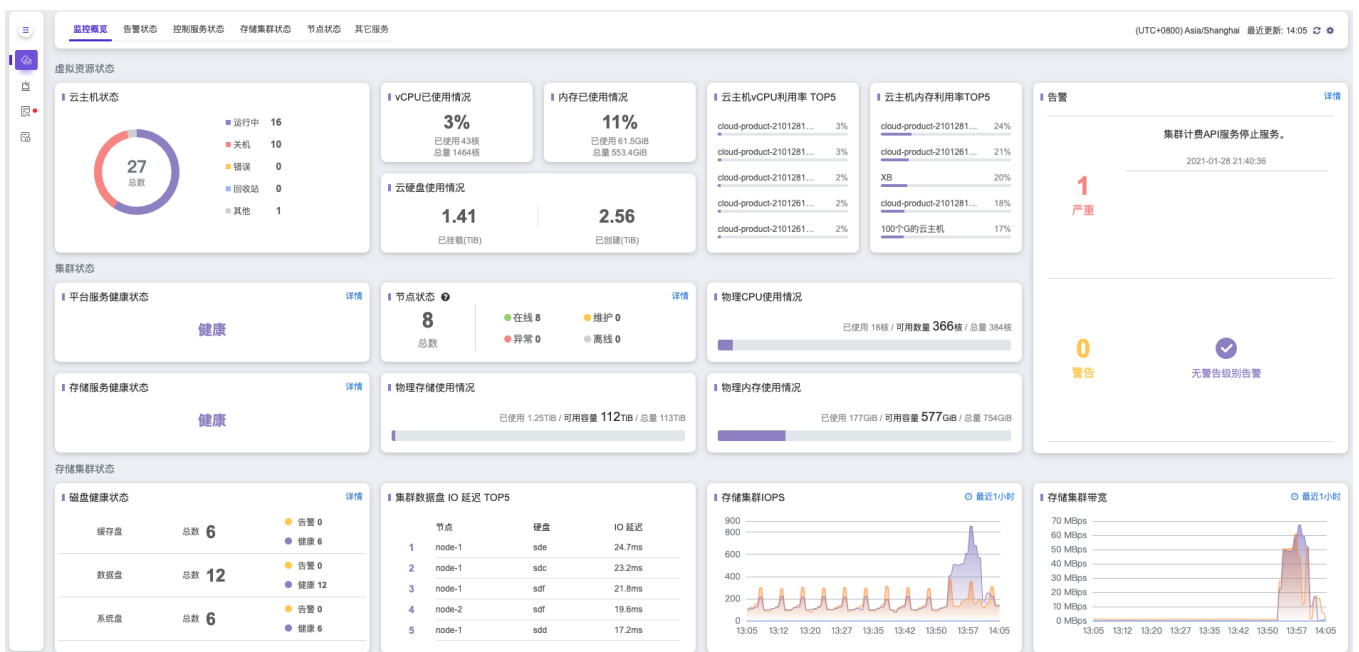 监控概览 告警状态 控制服务状态 存储集群状态 节点状态 其它服务
(UTC+0800) Asia/Shanghai 最近更新: 14:05
虚拟资源状态
云主机状态
27
总数
运行中 16
关机 10
错误 0
回收站 0
其他 1
vCPU已使用情况
3%
已使用 43核
总量 1464核
内存已使用情况
11%
已使用 61.5GiB
总量 553.4GiB
云硬盘使用情况
1.41
已挂载(TiB)
2.56
已创建(TiB)
云主机vCPU利用率 TOP5
cloud-product-2101281... 3%
cloud-product-2101281... 3%
cloud-product-2101281... 2%
cloud-product-2101261... 2%
cloud-product-2101261... 2%
云主机内存利用率TOP5
cloud-product-2101281... 24%
cloud-product-2101261... 21%
XB 20%
cloud-product-2101281... 18%
100个G的云主机 17%
告警 详情
1
严重
集群计费API服务停止服务。
2021-01-28 21:40:36
0
警告
无警告级别告警
集群状态
平台服务健康状态 详情
健康
节点状态 详情
8
总数
在线 8 维护 0
异常 0 离线 0
物理CPU使用情况
已使用 18核 / 可用数量 366核 / 总量 384核
存储服务健康状态 详情
健康
物理存储使用情况
已使用 1.25TiB / 可用容量 112TiB / 总量 113TiB
物理内存使用情况
已使用 177GiB / 可用容量 577GiB / 总量 754GiB
存储集群状态
磁盘健康状态 详情
缓存盘 总数 6
告警 0
健康 6
数据盘 总数 12
告警 0
健康 12
系统盘 总数 6
告警 0
健康 6
集群数据盘 IO 延迟 TOP5
节点 硬盘 IO 延迟
1 node-1 sde 24.7ms
2 node-1 sdc 23.2ms
3 node-1 sdf 21.8ms
4 node-2 sdf 19.6ms
5 node-1 sdd 17.2ms
存储集群IOPS 最近1小时
900
800
600
400
200
0
13:05 13:12 13:20 13:27 13:35 13:42 13:50 13:57 14:05
存储集群带宽 最近1小时
70 MBps
60 MBps
50 MBps
40 MBps
30 MBps
20 MBps
10 MBps
0 MBps
13:05 13:12 13:20 13:27 13:35 13:42 13:50 13:57 14:05